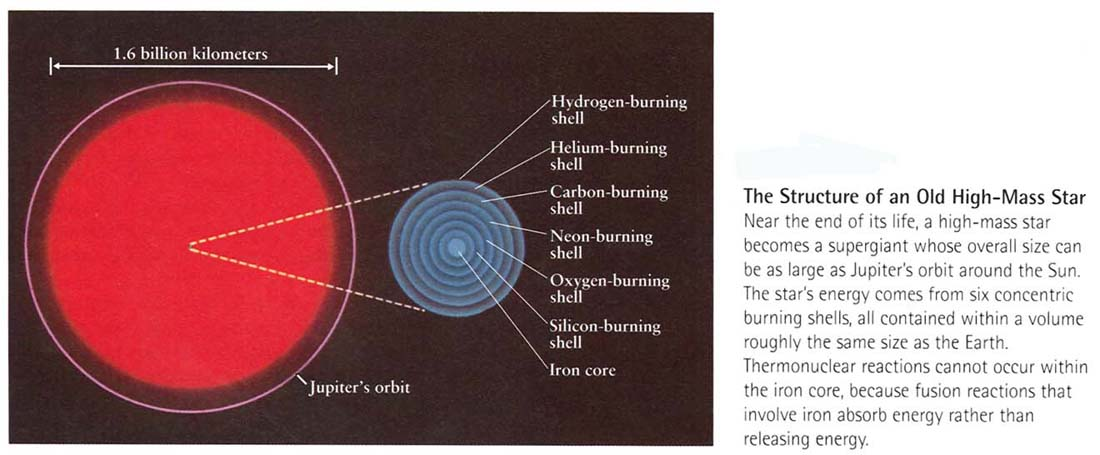 1.6 billion kilometers
Hydrogen-burning
shell
Helium-burning
shell
Carbon-burning
shell
Neon-burning
shell
Oxygen-burning
shell
Silicon-burning
shell
Iron core
Jupiter's orbit
The Structure of an Old High-Mass Star
Near the end of its life, a high-mass star
becomes a supergiant whose overall size can
be as large as Jupiter's orbit around the Sun.
The star's energy comes from six concentric
burning shells, all contained within a volume
roughly the same size as the Earth.
Thermonuclear reactions cannot occur within
the iron core, because fusion reactions that
involve iron absorb energy rather than
releasing energy.